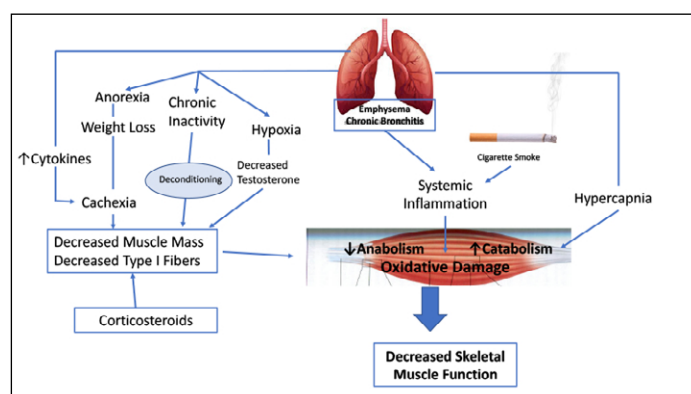 Emphysema
Chronic Bronchitis
Anorexia
Weight Loss
Chronic
Inactivity
Hypoxia
Decreased
Testosterone
↑Cytokines
Deconditioning
Cachexia
Cigarette Smoke
Systemic
Inflammation
Hypercapnia
Decreased Muscle Mass
Decreased Type I Fibers
↓Anabolism ↑Catabolism
Oxidative Damage
Corticosteroids
Decreased Skeletal
Muscle Function